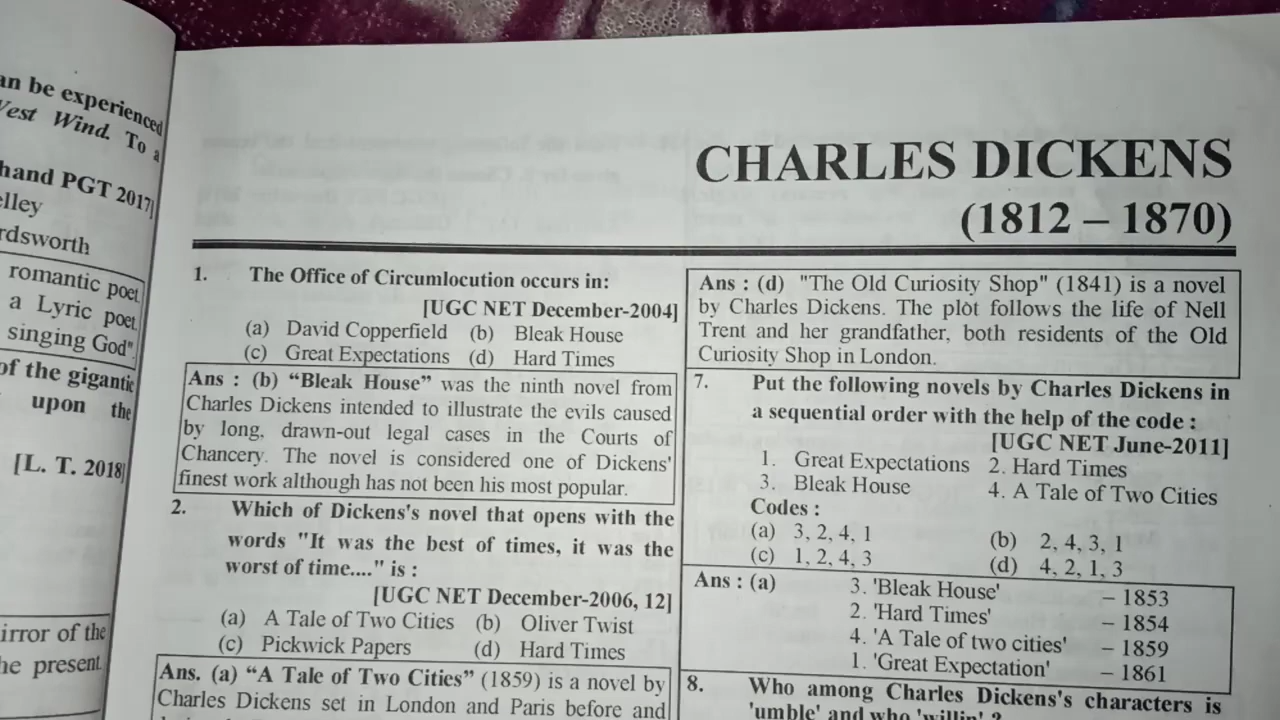 an be experienced
West Wind. To a
hand PGT 2017]
elley
rdsworth
romantic poet.
a Lyric poet.
singing God".
of the gigantic
upon the
[L. T. 2018]
irror of the
he present.
CHARLES DICKENS
(1812 – 1870)
1. The Office of Circumlocution occurs in:
[UGC NET December-2004]
(a) David Copperfield (b) Bleak House
(c) Great Expectations (d) Hard Times
Ans : (b) “Bleak House” was the ninth novel from
Charles Dickens intended to illustrate the evils caused
by long, drawn-out legal cases in the Courts of
Chancery. The novel is considered one of Dickens'
finest work although has not been his most popular.
2. Which of Dickens's novel that opens with the
words "It was the best of times, it was the
worst of time...." is :
[UGC NET December-2006, 12]
(a) A Tale of Two Cities (b) Oliver Twist
(c) Pickwick Papers (d) Hard Times
Ans. (a) “A Tale of Two Cities” (1859) is a novel by
Charles Dickens set in London and Paris before and
Ans : (d) "The Old Curiosity Shop" (1841) is a novel
by Charles Dickens. The plot follows the life of Nell
Trent and her grandfather, both residents of the Old
Curiosity Shop in London.
7. Put the following novels by Charles Dickens in
a sequential order with the help of the code :
[UGC NET June-2011]
1. Great Expectations 2. Hard Times
3. Bleak House 4. A Tale of Two Cities
Codes :
(a) 3, 2, 4, 1 (b) 2, 4, 3, 1
(c) 1, 2, 4, 3 (d) 4, 2, 1, 3
Ans : (a) 3. 'Bleak House' – 1853
2. 'Hard Times' – 1854
4. 'A Tale of two cities' – 1859
1. 'Great Expectation' – 1861
8. Who among Charles Dickens's characters is
'umble' and who 'willin' ?